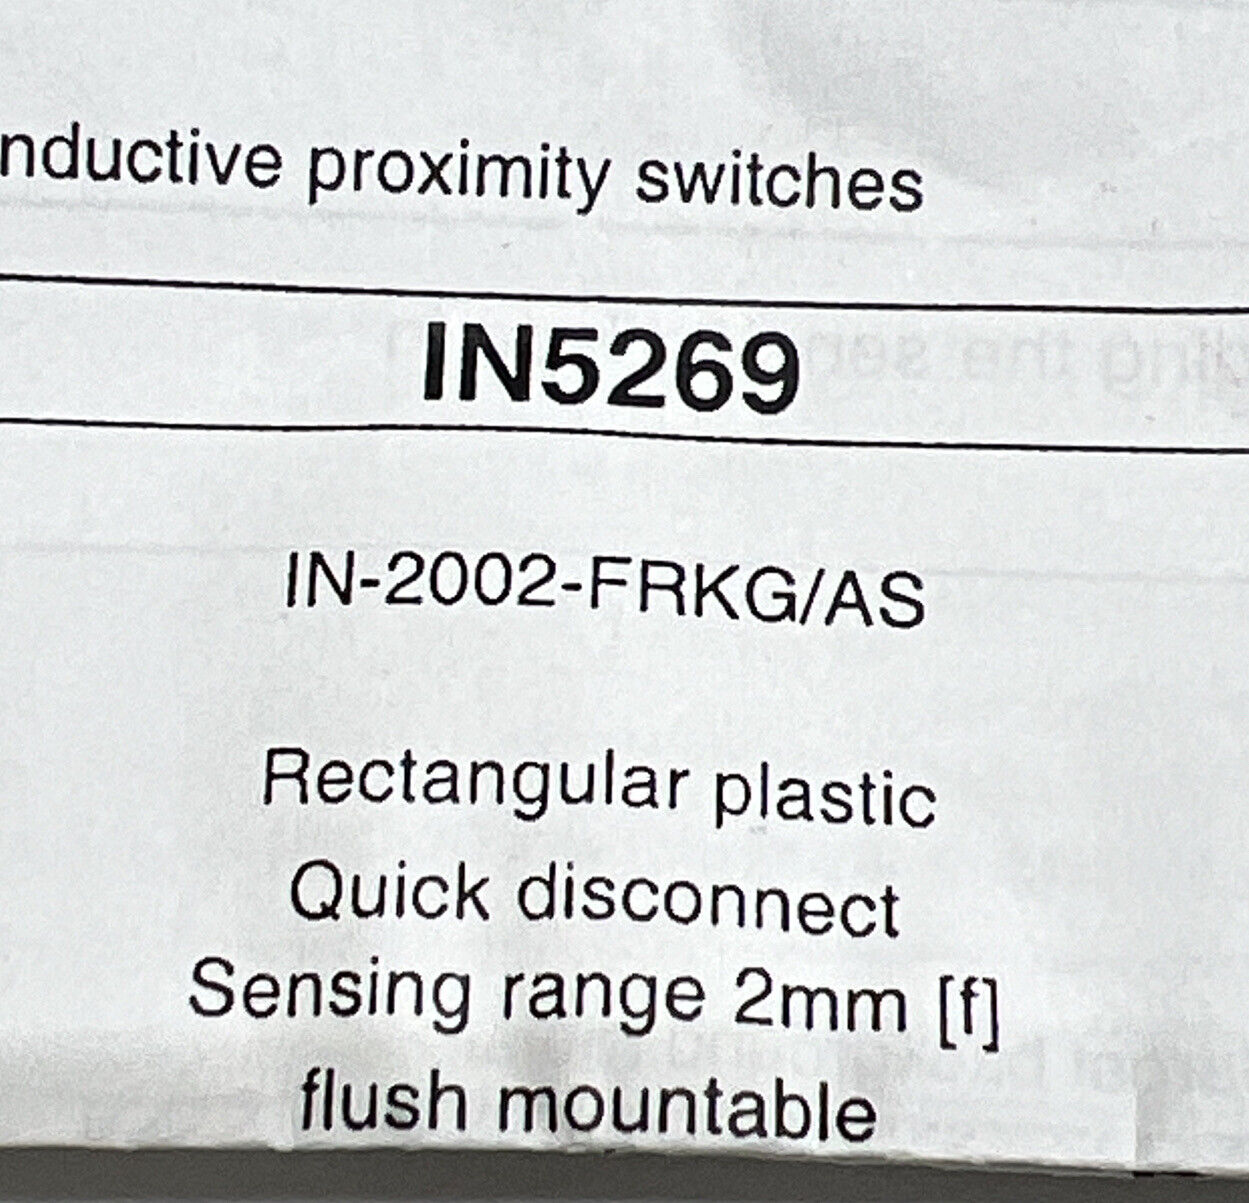 nductive proximity switches
IN5269
IN-2002-FRKG/AS
Rectangular plastic
Quick disconnect
Sensing range 2mm [f]
flush mountable